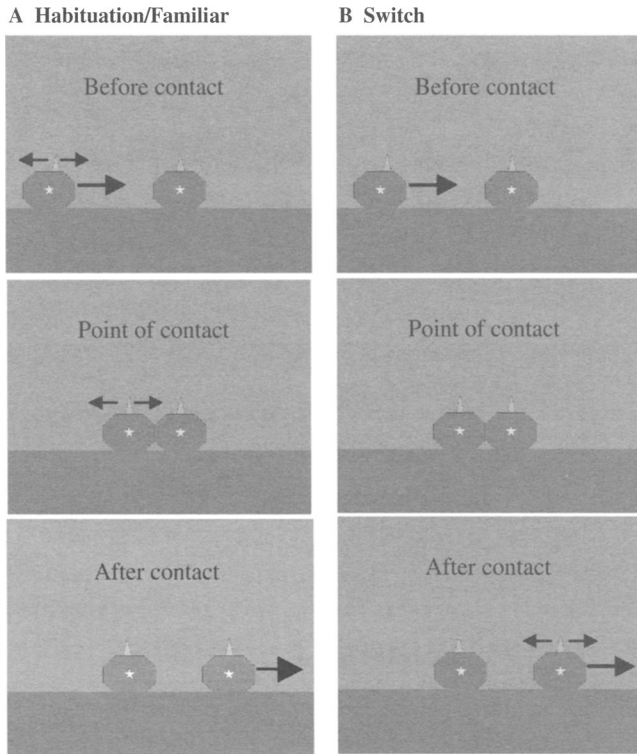 A Habituation/Familiar
B Switch
Before contact
Before contact
Point of contact
Point of contact
After contact
After contact